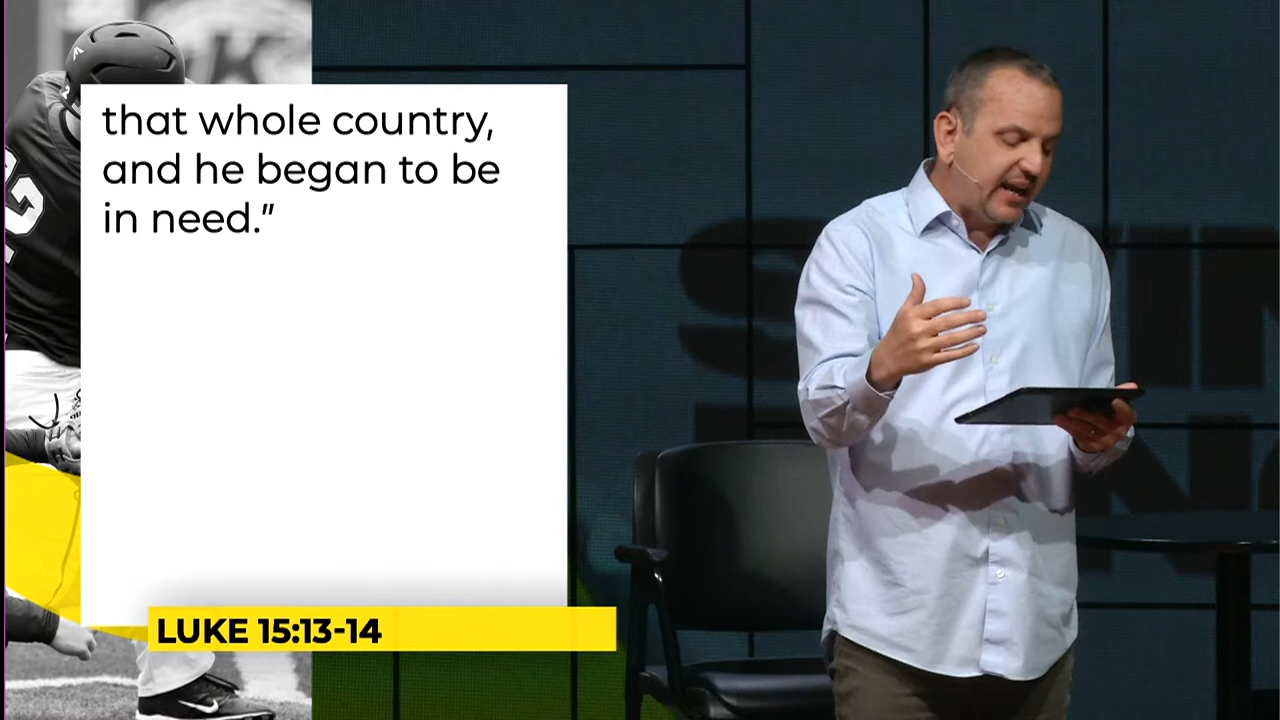 that whole country,
and he began to be
in need.”
LUKE 15:13-14